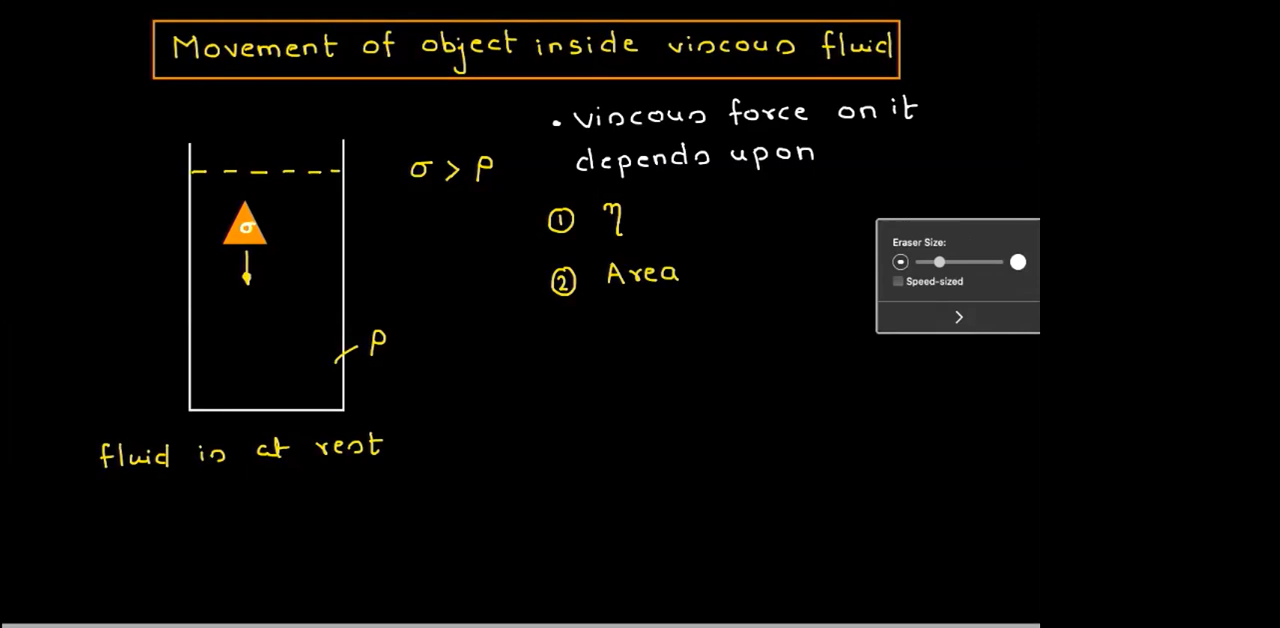 Movement of object inside viscous fluid
• viscous force on it
depends upon
σ > ρ
① η
② Area
σ
ρ
fluid is at rest
Eraser Size:
Speed-sized